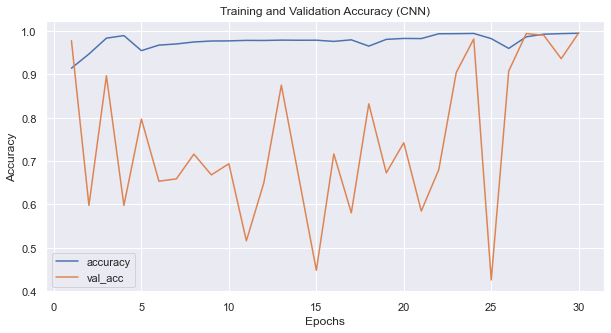 Training and Validation Accuracy (CNN)
1.0
0.9
0.8
0.7
0.6
0.5
0.4
Accuracy
accuracy
val_acc
0 5 10 15 20 25 30
Epochs